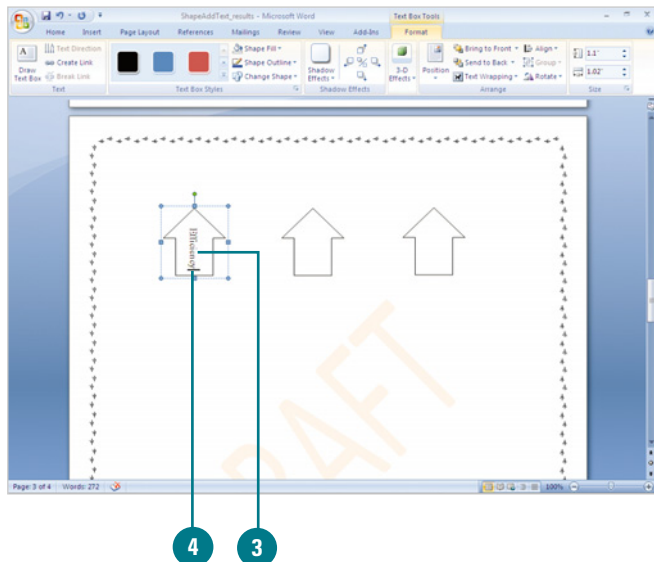 ShapeAddText_results - Microsoft Word Text Box Tools
Home Insert Page Layout References Mailings Review View Add-Ins Format
Draw Text Box
Text Direction
Create Link
Break Link
Text
Text Box Styles
Shape Fill
Shape Outline
Change Shape
Shadow Effects
Shadow Effects
3-D Effects
Position
Bring to Front
Send to Back
Text Wrapping
Align
Group
Rotate
Arrange
1.1"
1.02"
Size
Efficiency
DRAFT
Page: 3 of 4 Words: 272 100%
4 3